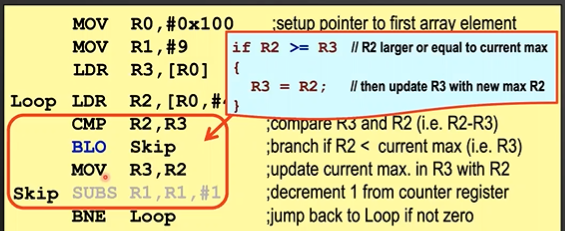 MOV R0,#0x100 ;setup pointer to first array element
MOV R1,#9
LDR R3,[R0]
Loop LDR R2,[R0,#
CMP R2,R3 ;compare R3 and R2 (i.e. R2-R3)
BLO Skip ;branch if R2 < current max (i.e. R3)
MOV R3,R2 ;update current max. in R3 with R2
Skip SUBS R1,R1,#1 ;decrement 1 from counter register
BNE Loop ;jump back to Loop if not zero
if R2 >= R3 // R2 larger or equal to current max
{
R3 = R2; // then update R3 with new max R2
}